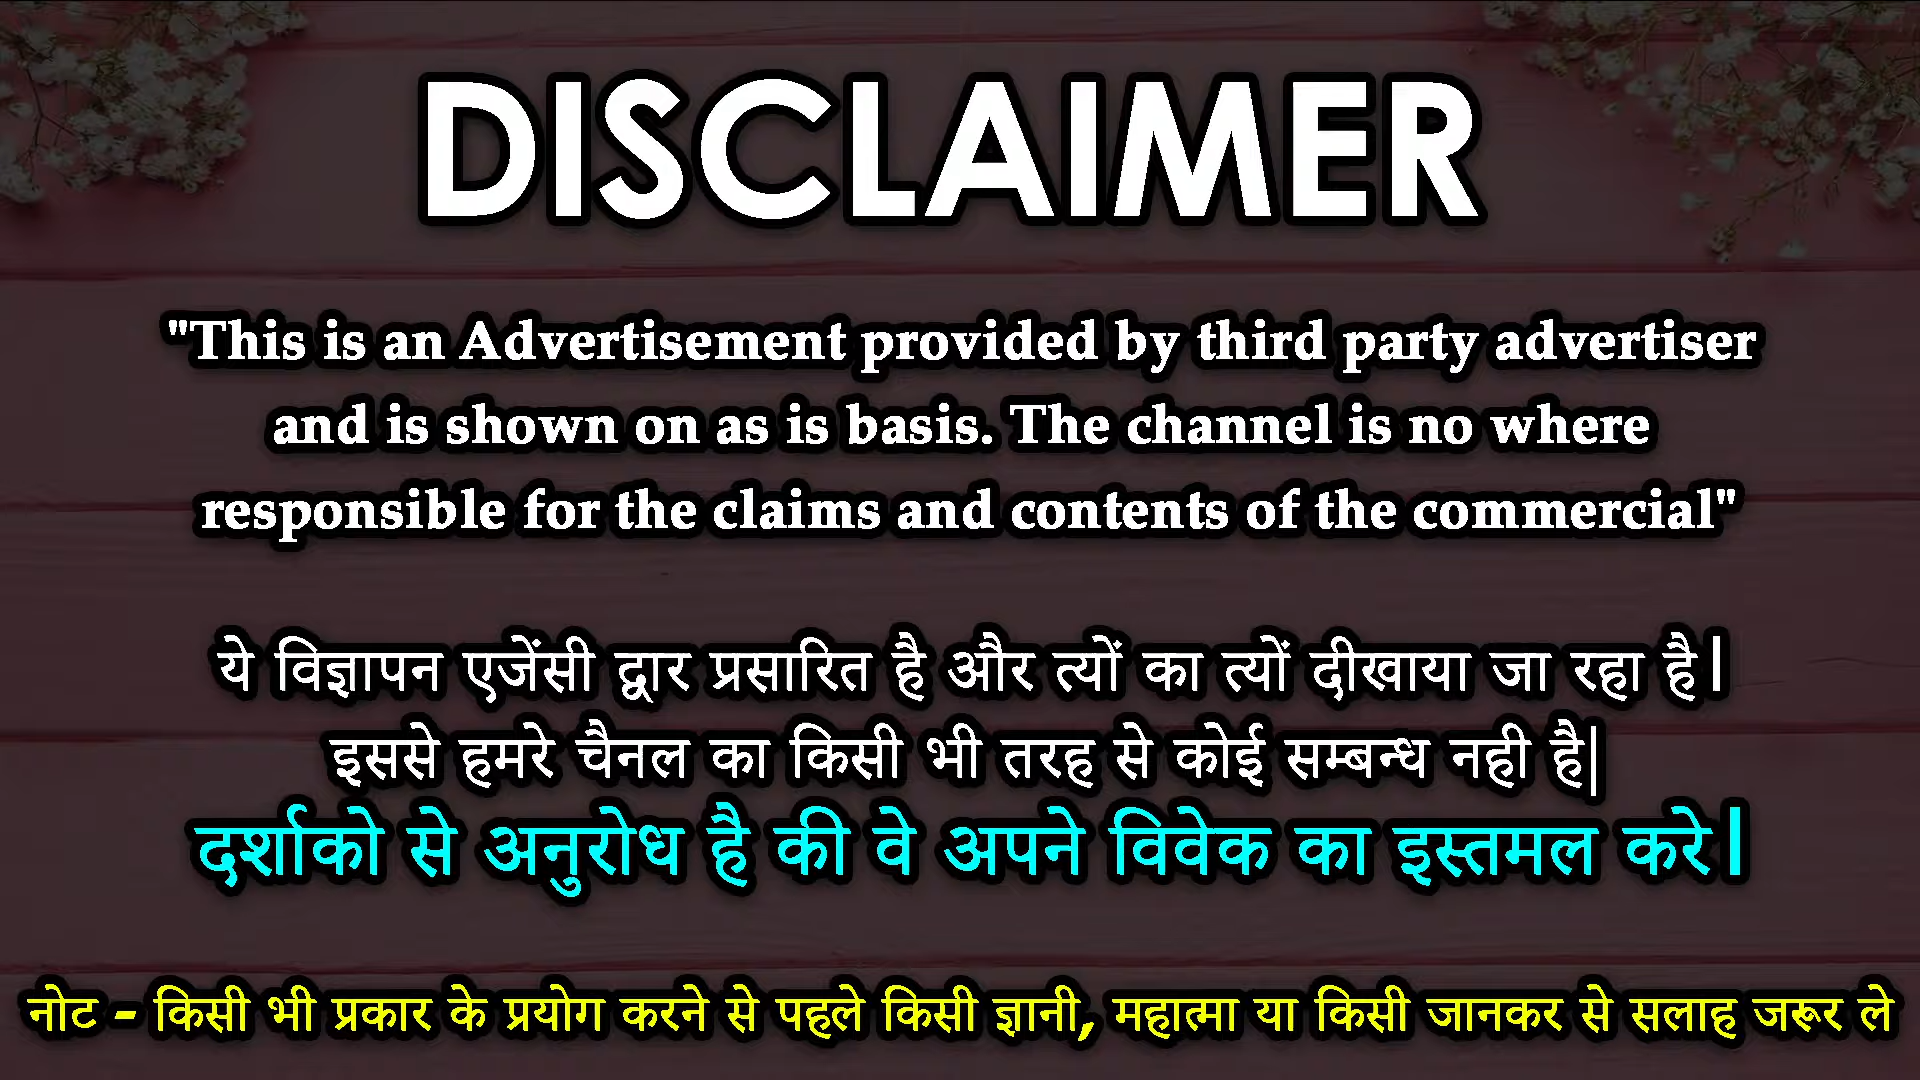 DISCLAIMER
"This is an Advertisement provided by third party advertiser
and is shown on as is basis. The channel is no where
responsible for the claims and contents of the commercial"
ये विज्ञापन एजेंसी द्वार प्रसारित है और त्यों का त्यों दीखाया जा रहा है।
इससे हमरे चैनल का किसी भी तरह से कोई सम्बन्ध नही है|
दर्शाको से अनुरोध है की वे अपने विवेक का इस्तमल करे।
नोट - किसी भी प्रकार के प्रयोग करने से पहले किसी ज्ञानी, महात्मा या किसी जानकर से सलाह जरूर ले